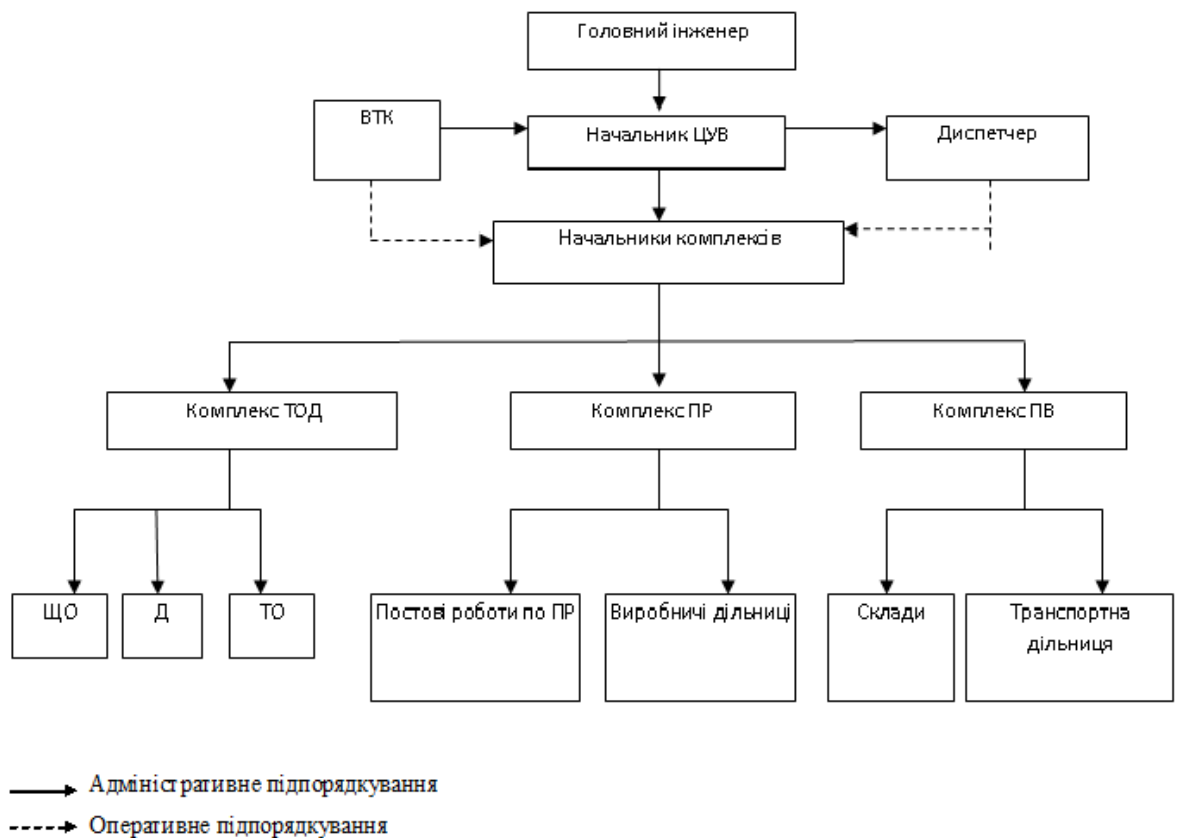 Головний інженер
ВТК
Начальник ЦУВ
Диспетчер
Начальники комплексів
Комплекс ТОД
Комплекс ПР
Комплекс ПВ
ЩО
Д
ТО
Постові роботи по ПР
Виробничі дільниці
Склади
Транспортна
дільниця
Адміністративне підпорядкування
Оперативне підпорядкування